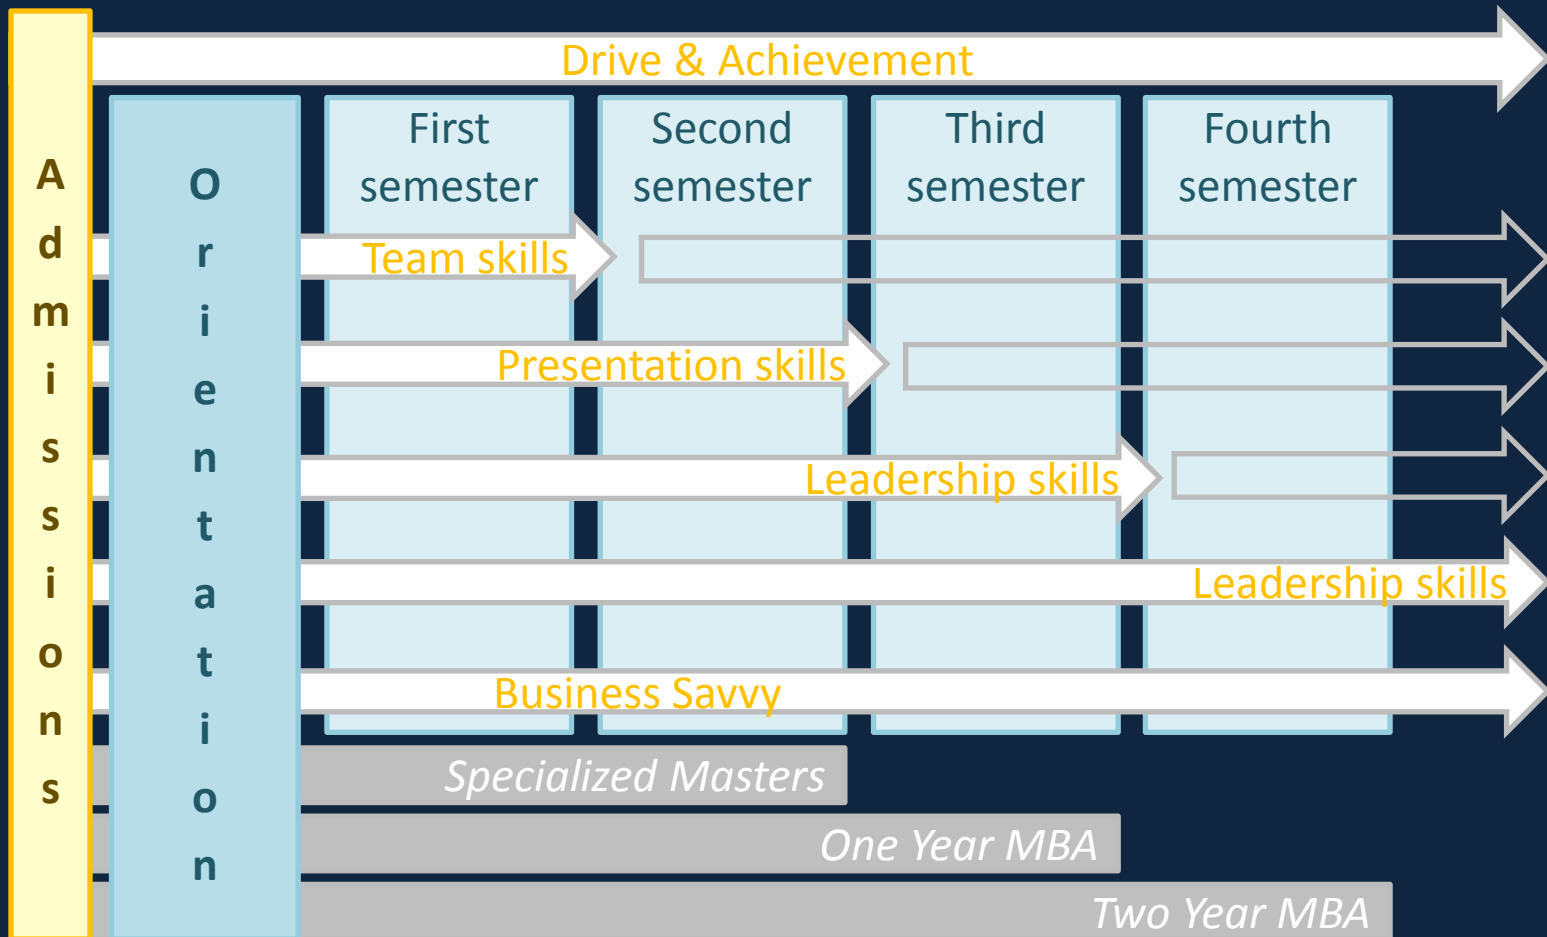 Drive & Achievement
Admissions
Orientation
First
semester
Second
semester
Third
semester
Fourth
semester
Team skills
Presentation skills
Leadership skills
Leadership skills
Business Savvy
Specialized Masters
One Year MBA
Two Year MBA